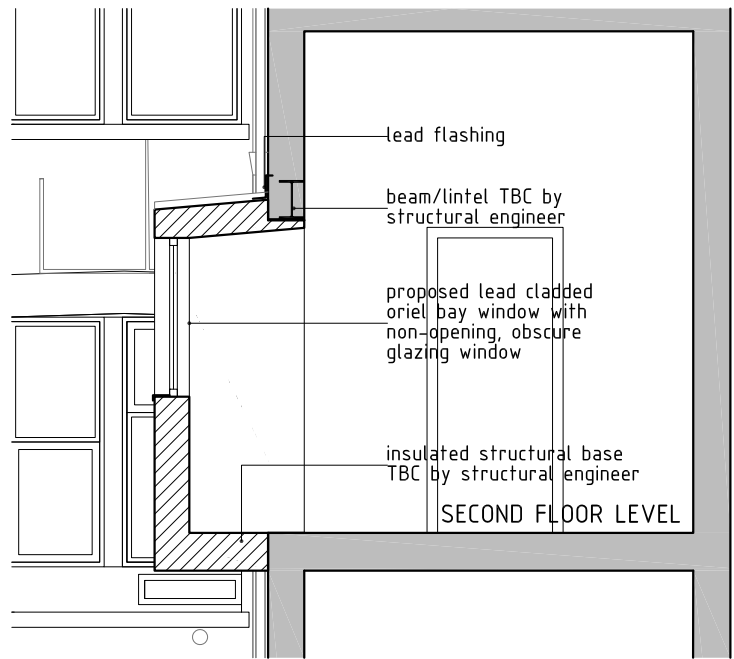 lead flashing
beam/lintel TBC by
structural engineer
proposed lead cladded
oriel bay window with
non-opening, obscure
glazing window
insulated structural base
TBC by structural engineer
SECOND FLOOR LEVEL